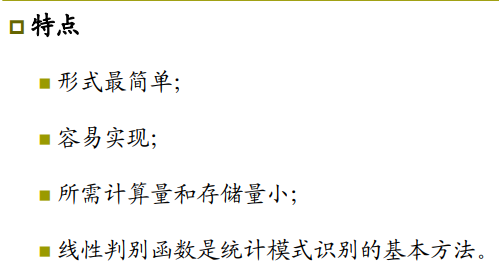 特点
形式最简单;
容易实现;
所需计算量和存储量小;
线性判别函数是统计模式识别的基本方法。